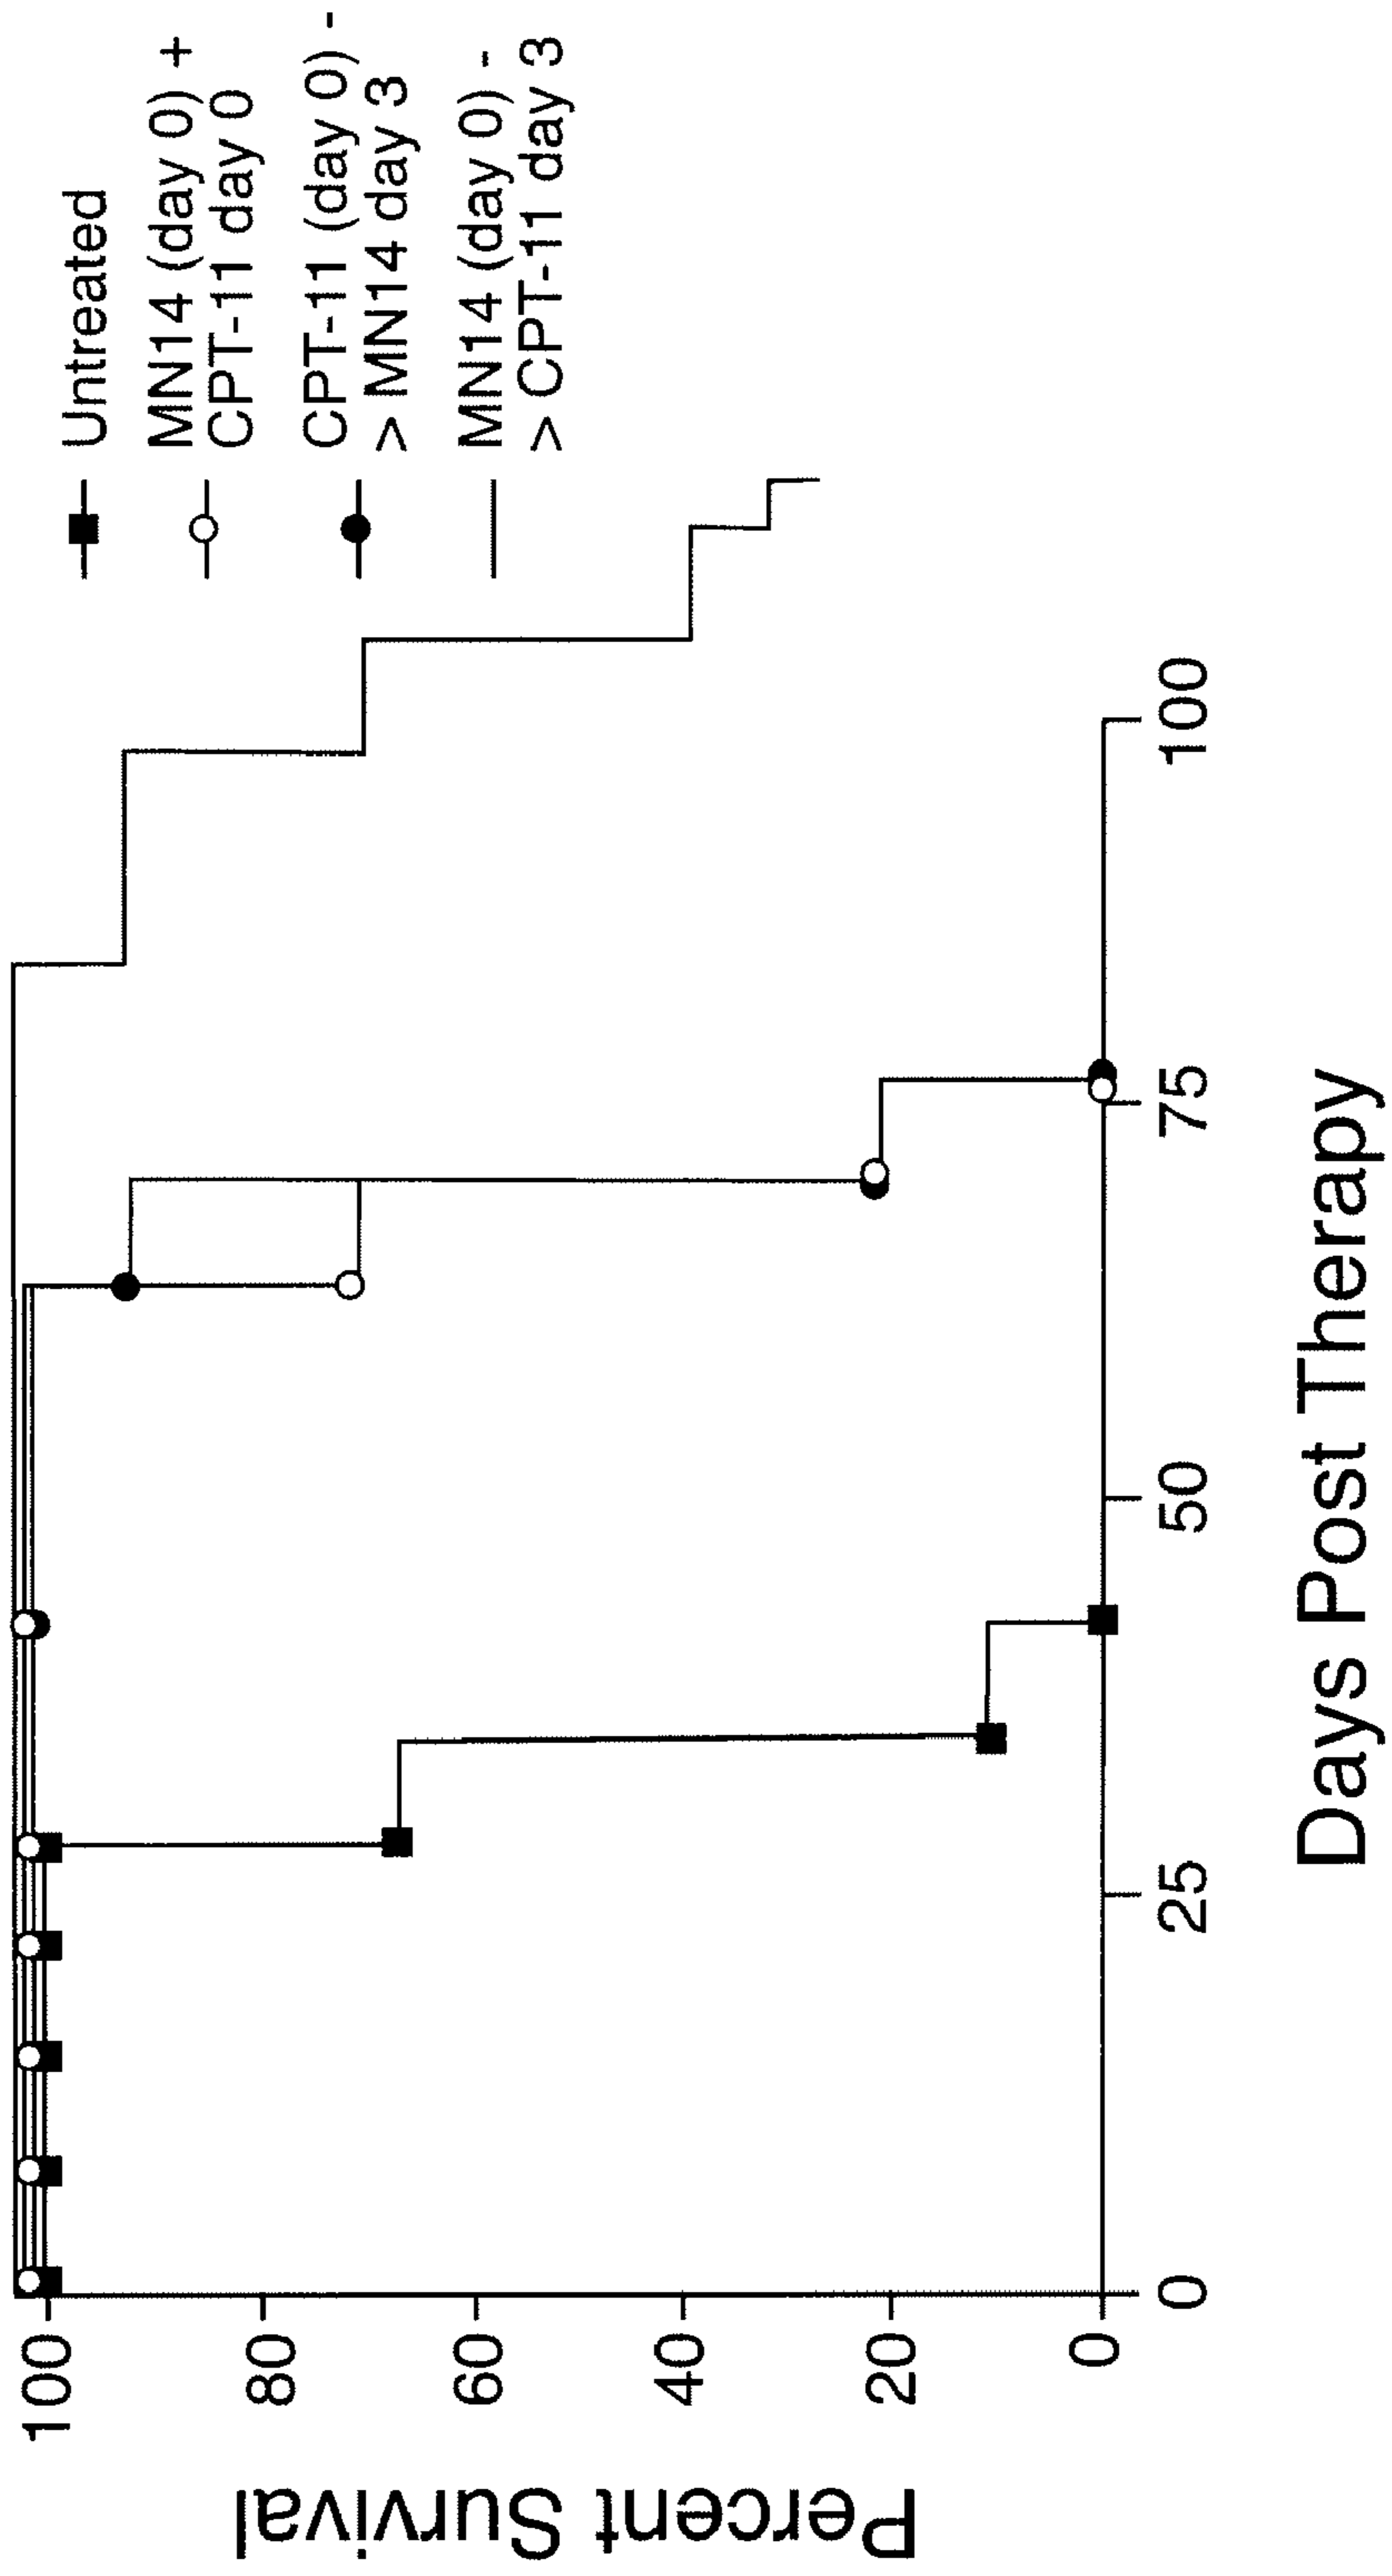 Untreated
MN14 (day 0) +
CPT-11 day 0
CPT-11 (day 0) -
> MN14 day 3
MN14 (day 0) -
> CPT-11 day 3
Percent Survival
100
80
60
40
20
0
0
25
50
75
100
Days Post Therapy